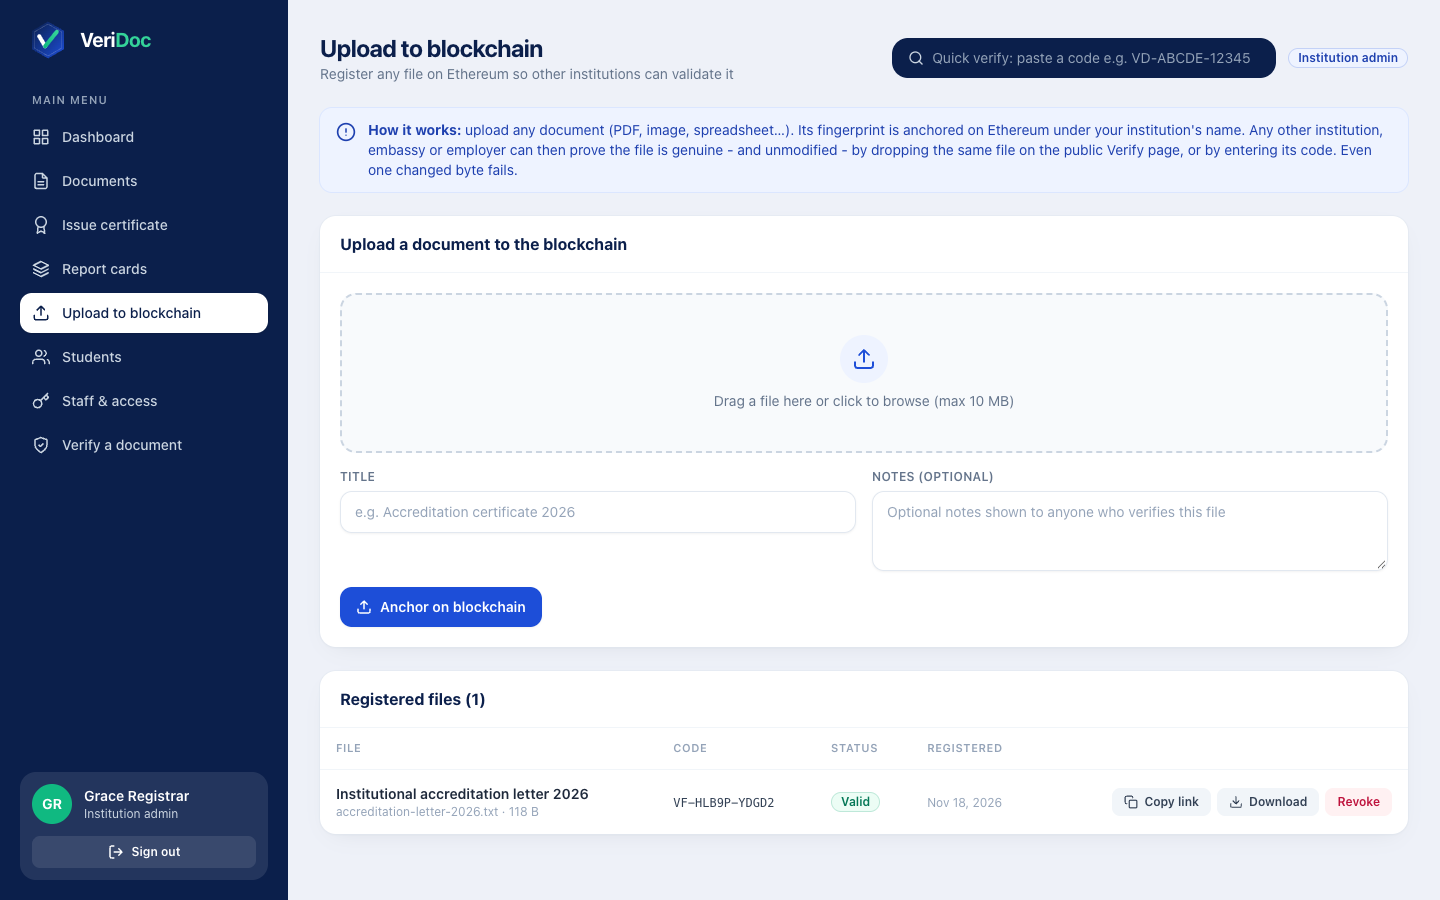 VeriDoc
MAIN MENU
Dashboard
Documents
Issue certificate
Report cards
Upload to blockchain
Students
Staff & access
Verify a document
GR
Grace Registrar
Institution admin
Sign out
Upload to blockchain
Register any file on Ethereum so other institutions can validate it
Quick verify: paste a code e.g. VD-ABCDE-12345
Institution admin
How it works: upload any document (PDF, image, spreadsheet...). Its fingerprint is anchored on Ethereum under your institution's name. Any other institution,
embassy or employer can then prove the file is genuine - and unmodified - by dropping the same file on the public Verify page, or by entering its code. Even
one changed byte fails.
Upload a document to the blockchain
Drag a file here or click to browse (max 10 MB)
TITLE
NOTES (OPTIONAL)
e.g. Accreditation certificate 2026
Optional notes shown to anyone who verifies this file
Anchor on blockchain
Registered files (1)
FILE CODE STATUS REGISTERED
Institutional accreditation letter 2026
accreditation-letter-2026.txt · 118 B
VF-HLB9P-YDGD2
Valid
Nov 18, 2026
Copy link
Download
Revoke